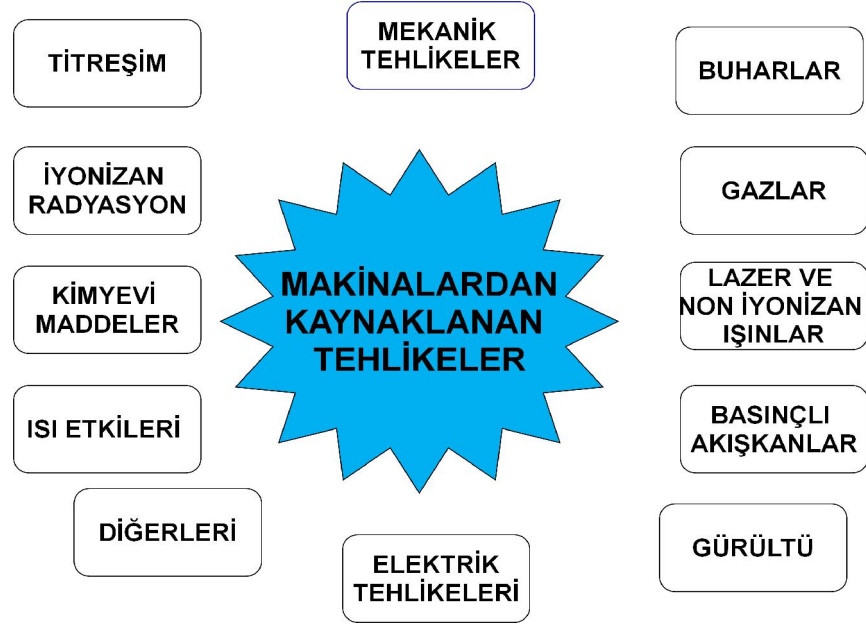 TİTREŞİM
MEKANİK
TEHLİKELER
BUHARLAR
İYONİZAN
RADYASYON
GAZLAR
MAKİNALARDAN
KAYNAKLANAN
TEHLİKELER
KİMYEVİ
MADDELER
LAZER VE
NON İYONİZAN
IŞINLAR
ISI ETKİLERİ
BASINÇLI
AKIŞKANLAR
DİĞERLERİ
ELEKTRİK
TEHLİKELERİ
GÜRÜLTÜ